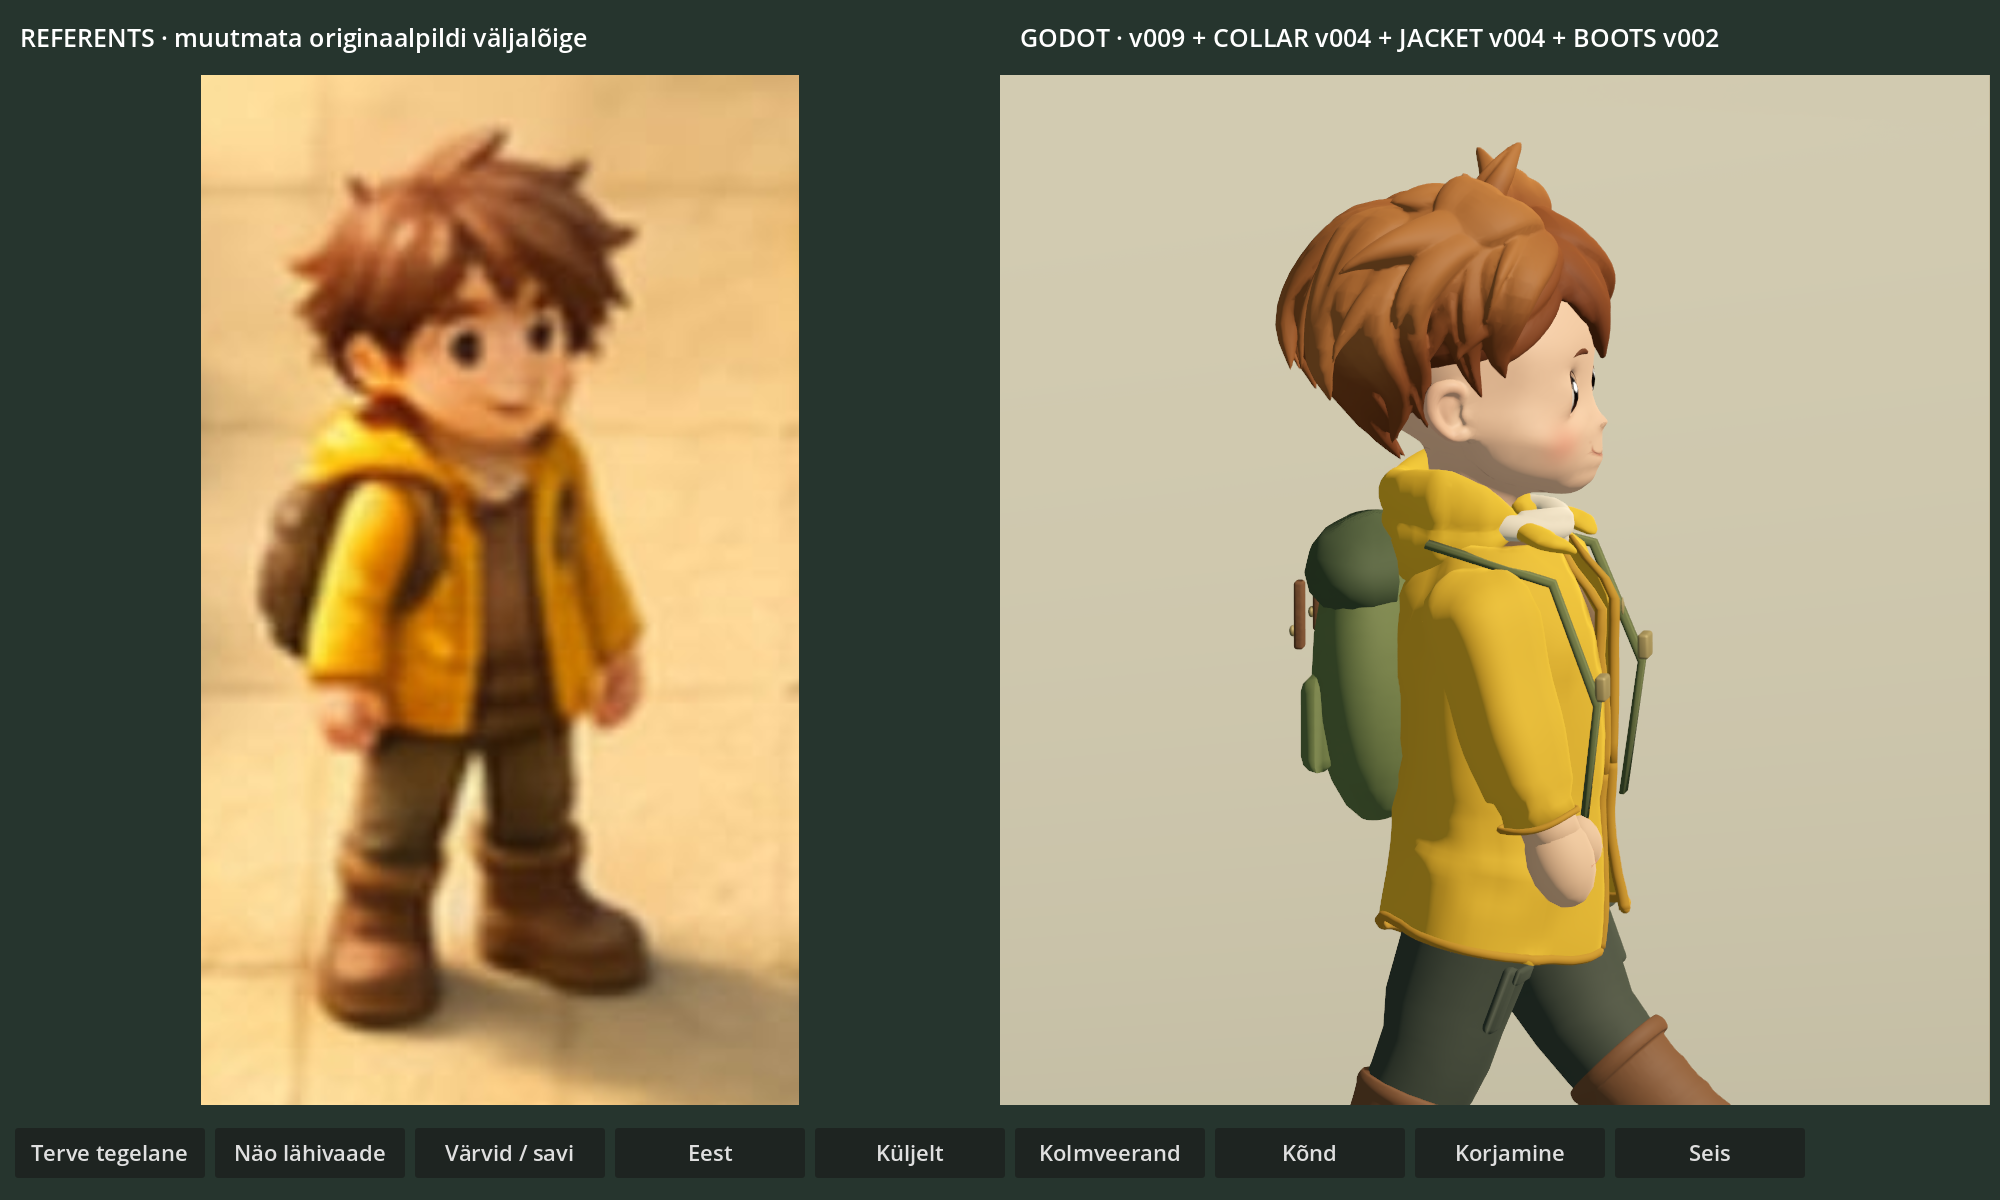 REFERENTS · muutmata originaalpildi väljalõige
GODOT · v009 + COLLAR v004 + JACKET v004 + BOOTS v002
Terve tegelane
Näo lähivaade
Värvid / savi
Eest
Küljelt
Kolmveerand
Kõnd
Korjamine
Seis